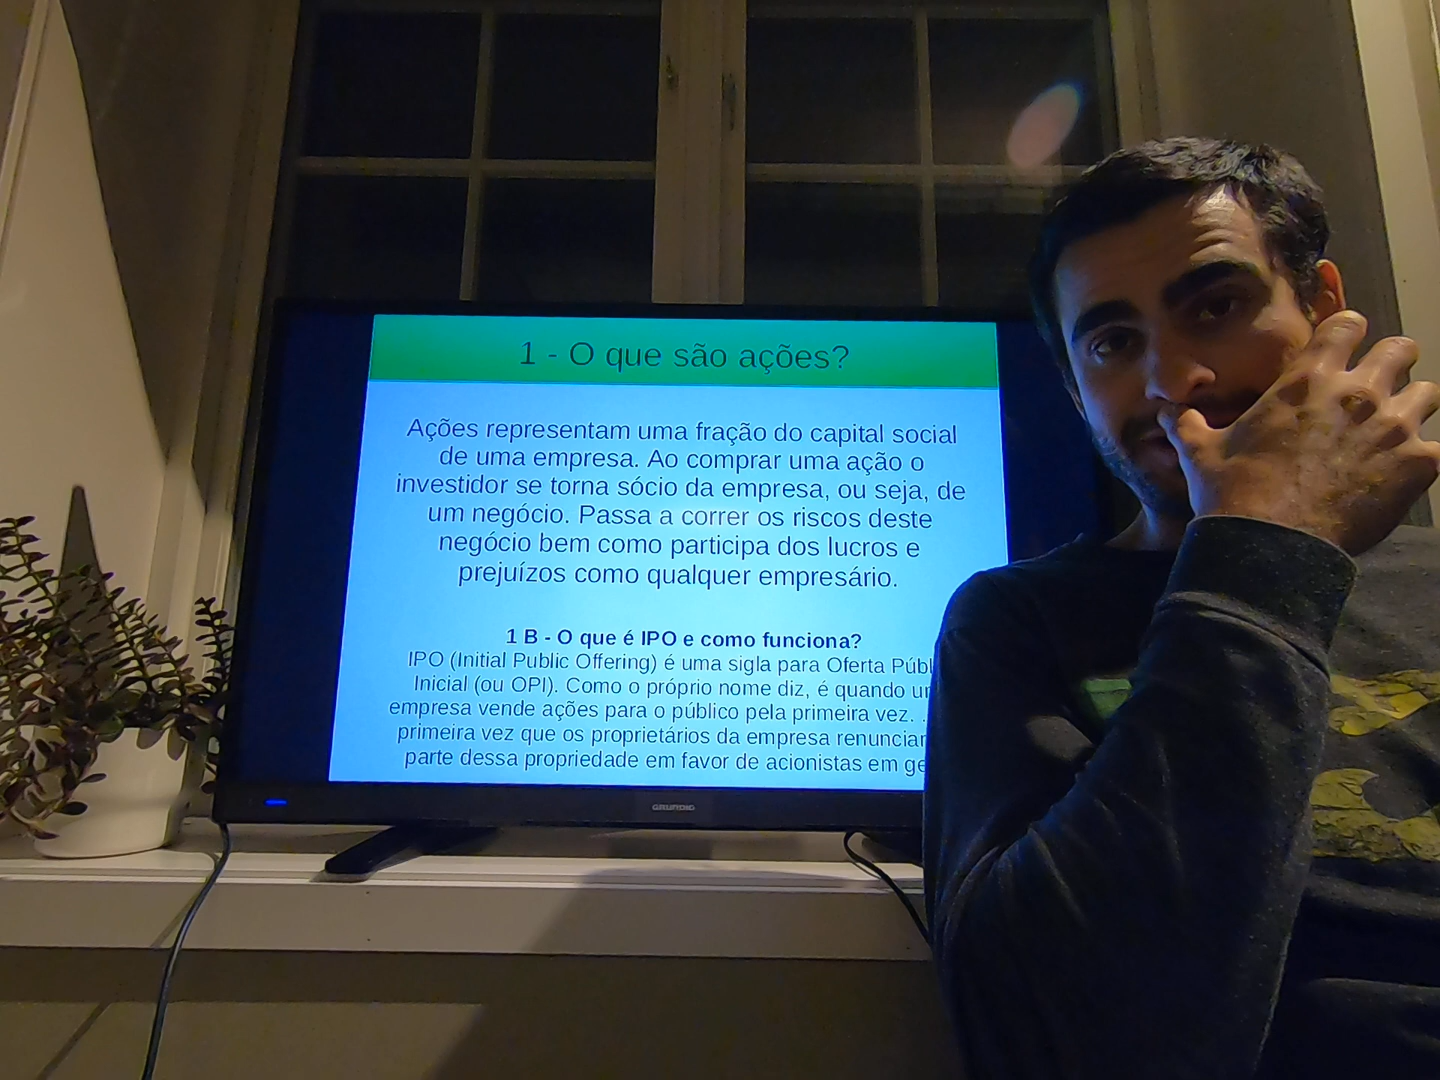 1 - O que são ações?
Ações representam uma fração do capital social
de uma empresa. Ao comprar uma ação o
investidor se torna sócio da empresa, ou seja, de
um negócio. Passa a correr os riscos deste
negócio bem como participa dos lucros e
prejuízos como qualquer empresário.
1 B - O que é IPO e como funciona?
IPO (Initial Public Offering) é uma sigla para Oferta
Inicial (ou OPI). Como o próprio nome diz, é quando
empresa vende ações para o público pela primeira vez.
primeira vez que os proprietários da empresa
parte dessa propriedade em favor de acionistas em
GRUNDIG